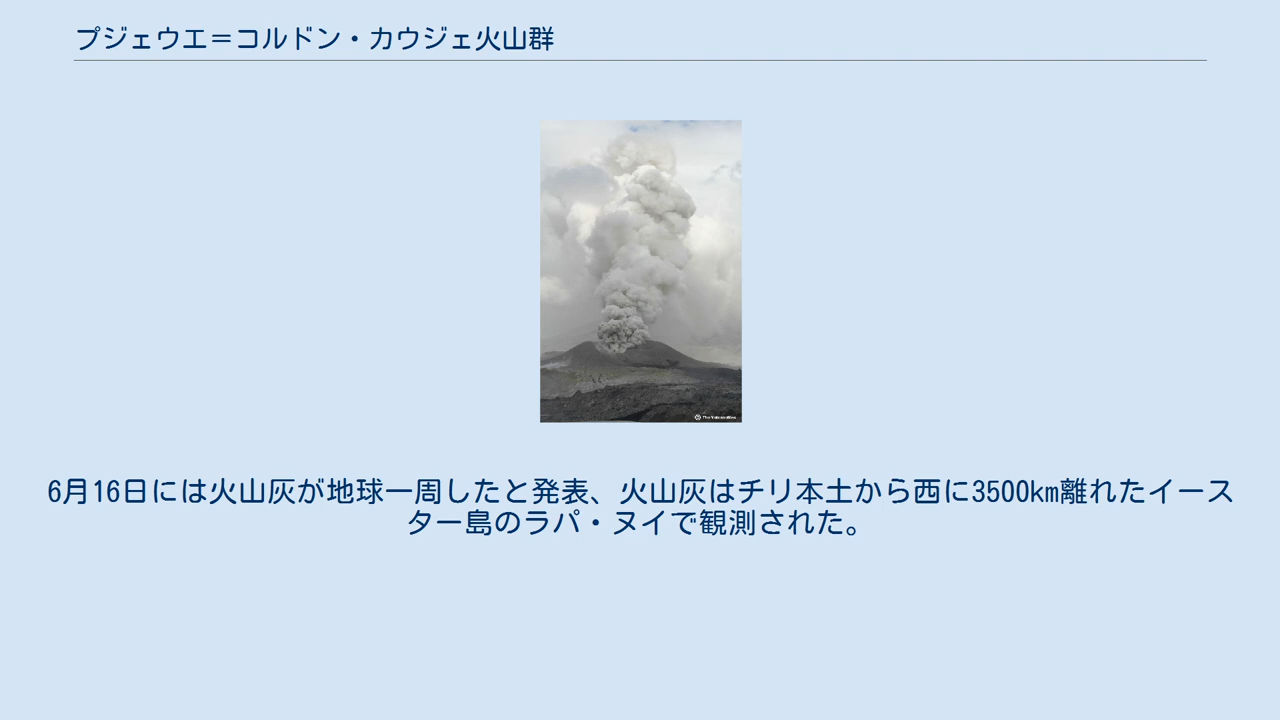 プジェウエ＝コルドン・カウジェ火山群
6月16日には火山灰が地球一周したと発表、火山灰はチリ本土から西に3500km離れたイース
ター島のラパ・ヌイで観測された。